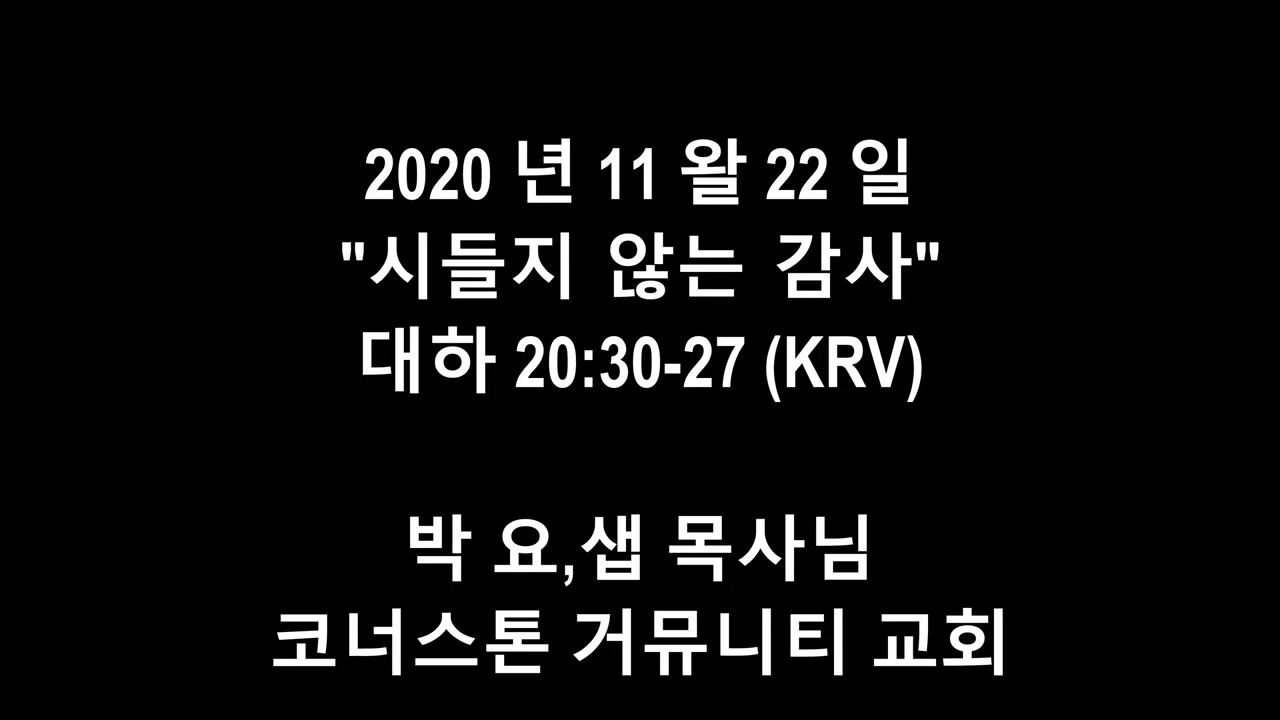 2020 년 11 왈 22 일
"시들지 않는 감사"
대하 20:30-27 (KRV)
박 요,샙 목사님
코너스톤 거뮤니티 교회